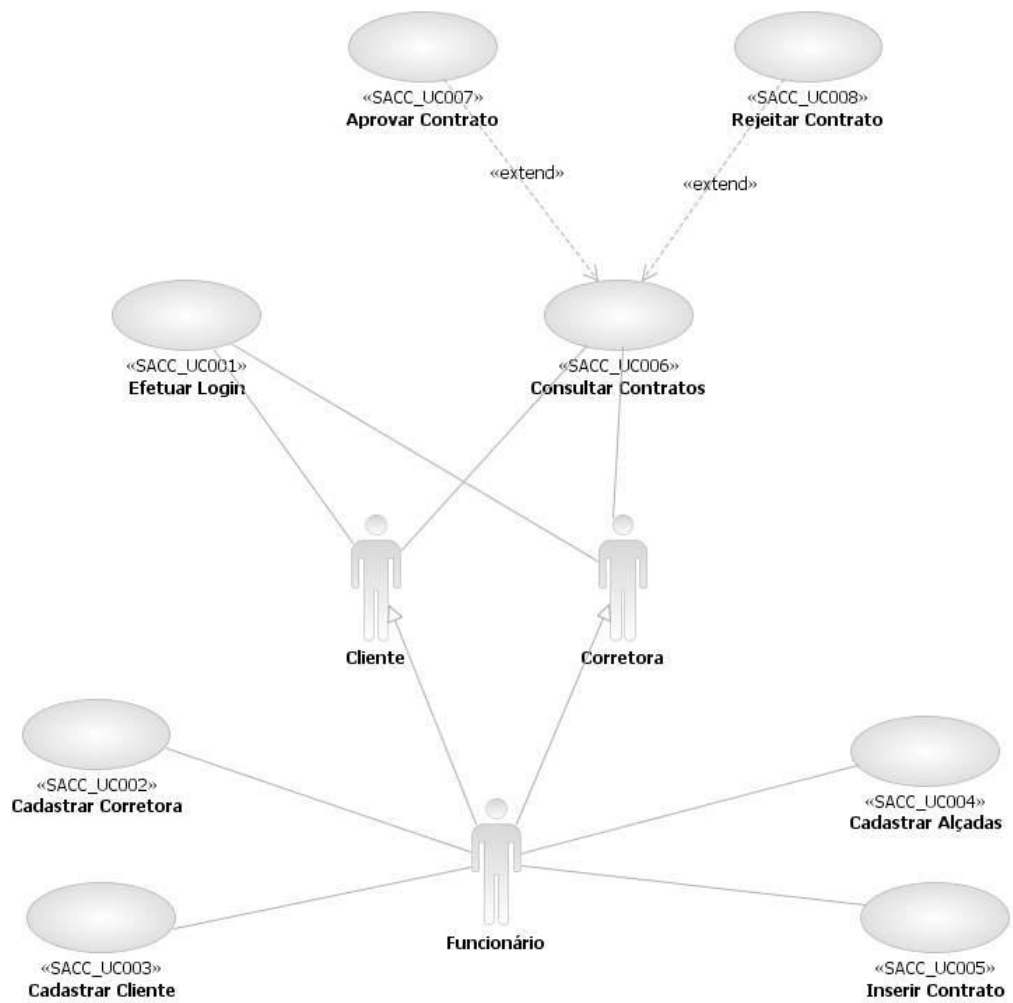 «SACC_UC007»
Aprovar Contrato
«SACC_UC008»
Rejeitar Contrato
«extend»
«extend»
«SACC_UC001»
Efetuar Login
«SACC_UC006»
Consultar Contratos
Cliente
Corretora
«SACC_UC002»
Cadastrar Corretora
«SACC_UC004»
Cadastrar Alçadas
Funcionário
«SACC_UC003»
Cadastrar Cliente
«SACC_UC005»
Inserir Contrato